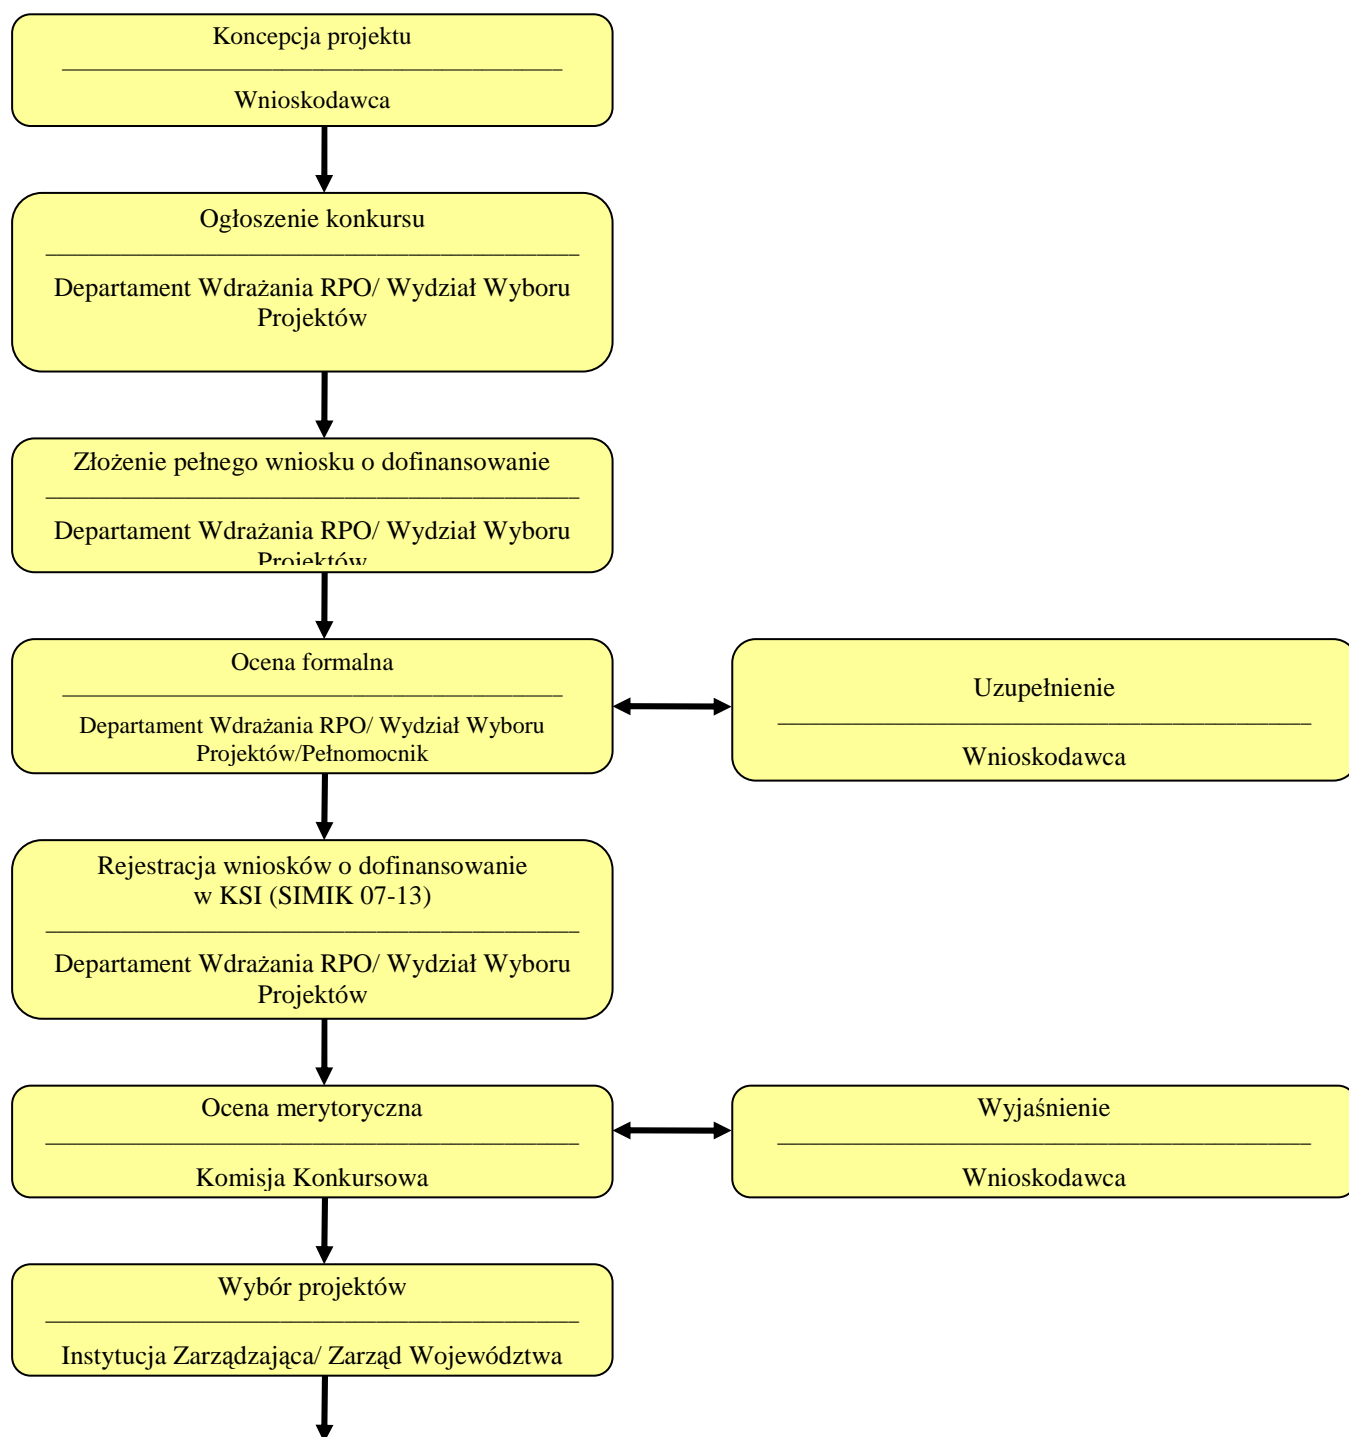 Koncepcja projektu
Wnioskodawca
Ogłoszenie konkursu
Departament Wdrażania RPO/ Wydział Wyboru
Projektów
Złożenie pełnego wniosku o dofinansowanie
Departament Wdrażania RPO/ Wydział Wyboru
Projektów
Ocena formalna
Departament Wdrażania RPO/ Wydział Wyboru
Projektów/Pełnomocnik
Uzupełnienie
Wnioskodawca
Rejestracja wniosków o dofinansowanie
w KSI (SIMIK 07-13)
Departament Wdrażania RPO/ Wydział Wyboru
Projektów
Ocena merytoryczna
Komisja Konkursowa
Wyjaśnienie
Wnioskodawca
Wybór projektów
Instytucja Zarządzająca/ Zarząd Województwa